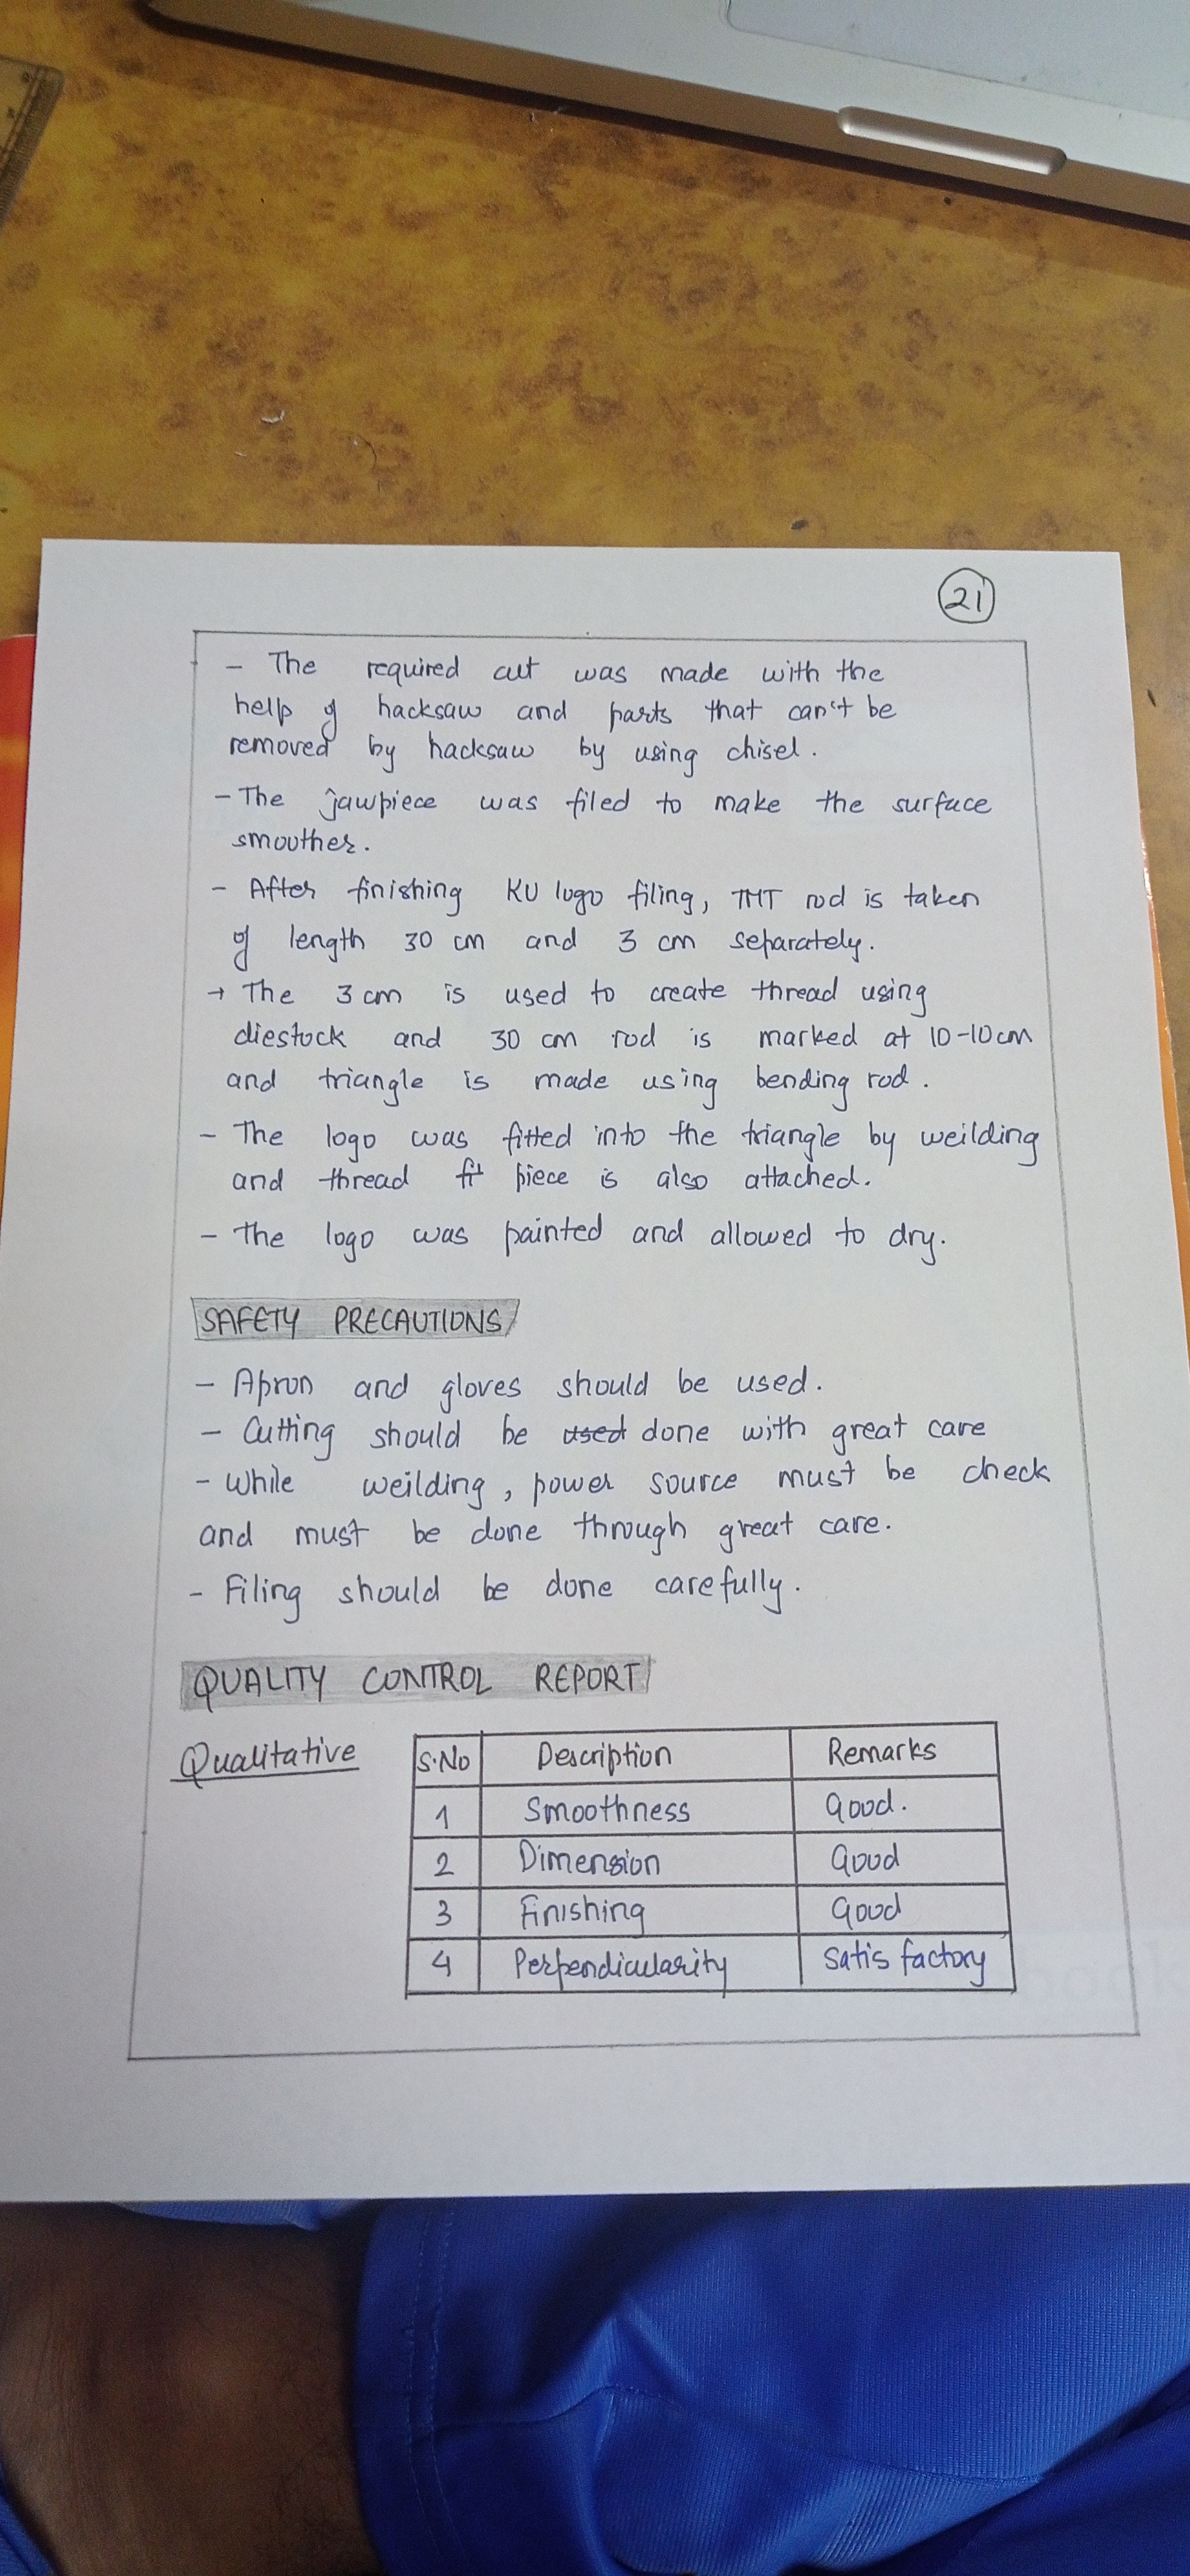 21
- The required cut was made with the
help of hacksaw and parts that can't be
removed by hacksaw by using chisel.
- The jawpiece was filed to make the surface
smoother.
- After finishing KU logo filing, TMT rod is taken
of length 30 cm and 3 cm separately.
→ The 3 cm is used to create thread using
diestock and 30 cm rod is marked at 10-10cm
and triangle is made using bending rod.
- The logo was fitted into the triangle by weilding
and thread piece is also attached.
- The logo was painted and allowed to dry.
SAFETY PRECAUTIONS
- Apron and gloves should be used.
- Cutting should be used done with great care
- While weilding, power source must be check
and must be done through great care.
- Filing should be done carefully.
QUALITY CONTROL REPORT
Qualitative
S.No Description Remarks
1 Smoothness Good.
2 Dimension Good
3 Finishing Good
4 Perpendicularity Satisfactory